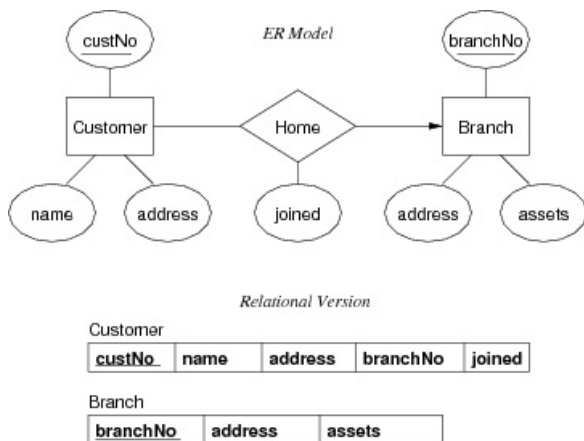 ER Model
custNo
branchNo
Customer
Home
Branch
name
address
joined
address
assets
Relational Version
Customer
custNo name address branchNo joined
Branch
branchNo address assets